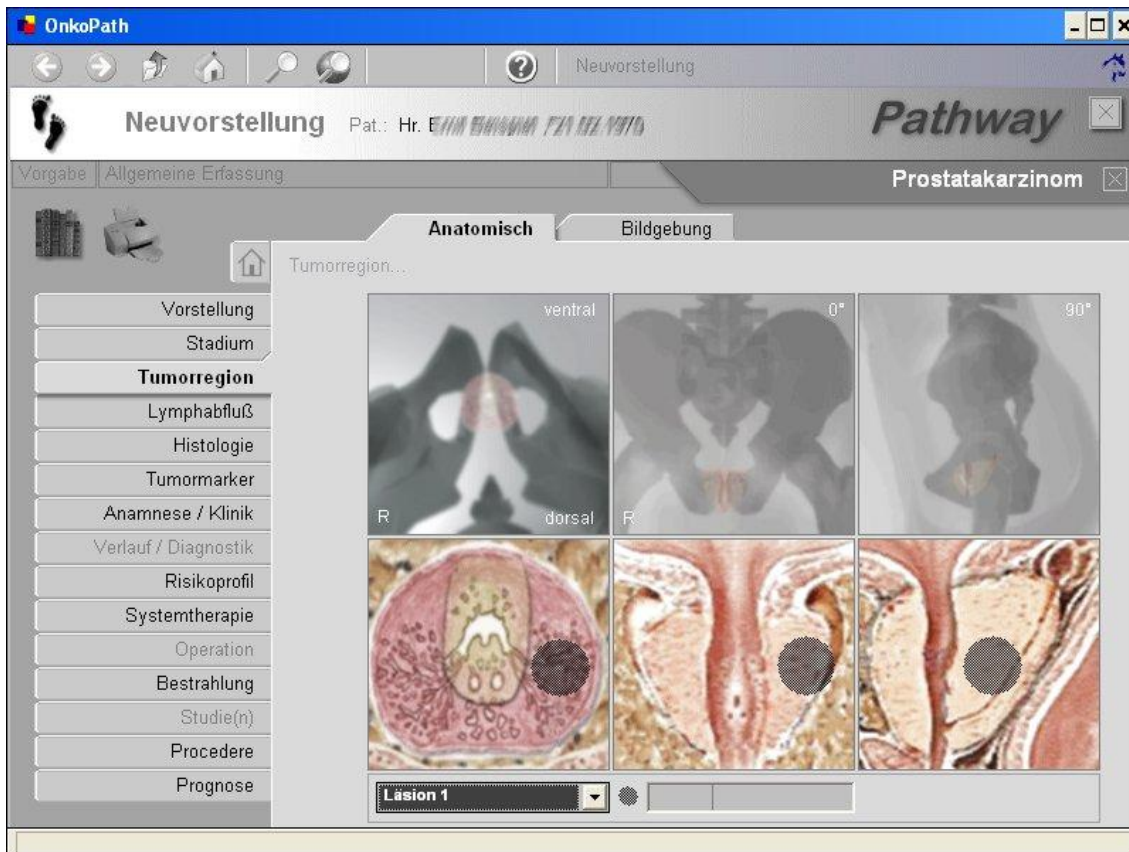 OnkoPath
Neuvorstellung
Neuvorstellung Pat.: Hr.
Pathway
Vorgabe Allgemeine Erfassung
Prostatakarzinom
Anatomisch Bildgebung
Tumorregion...
Vorstellung
Stadium
Tumorregion
Lymphabfluß
Histologie
Tumormarker
Anamnese / Klinik
Verlauf / Diagnostik
Risikoprofil
Systemtherapie
Operation
Bestrahlung
Studie(n)
Procedere
Prognose
ventral
R dorsal
0°
R
90°
Läsion 1